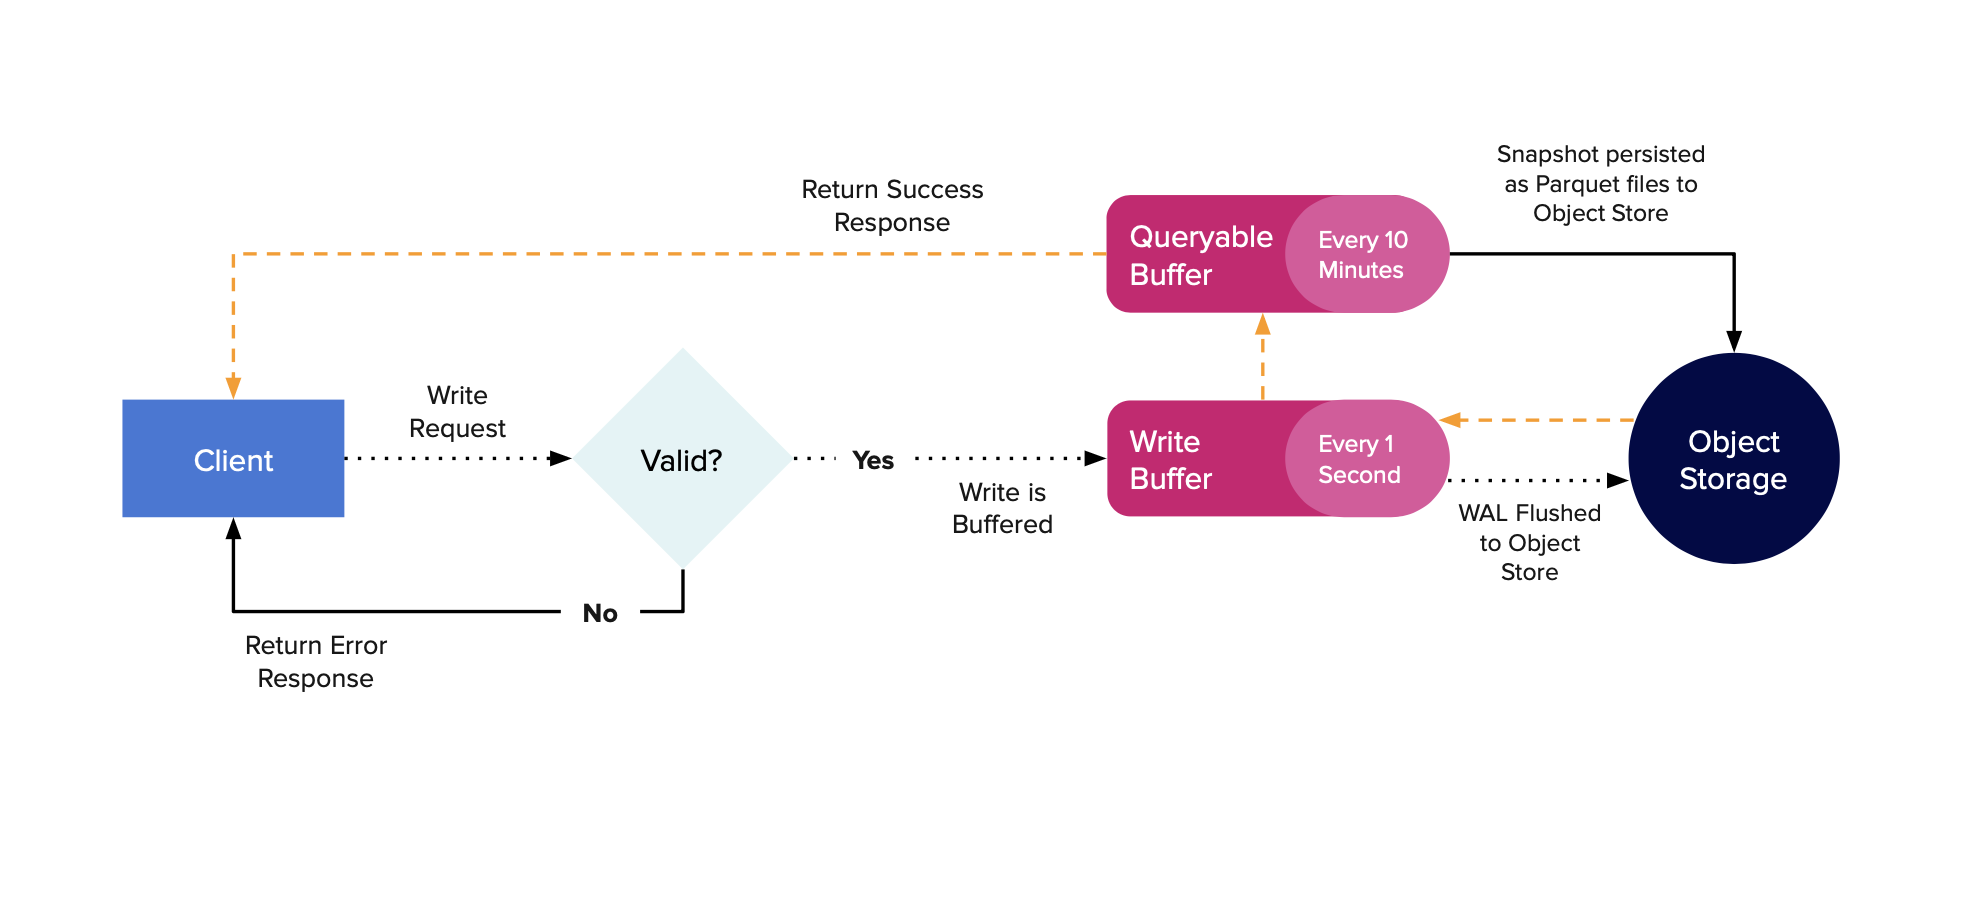 Snapshot persisted
as Parquet files to
Object Store
Return Success
Response
Queryable
Buffer
Every 10
Minutes
Write
Request
Client
Valid?
Yes
Write is
Buffered
Write
Buffer
Every 1
Second
Object
Storage
WAL Flushed
to Object
Store
No
Return Error
Response